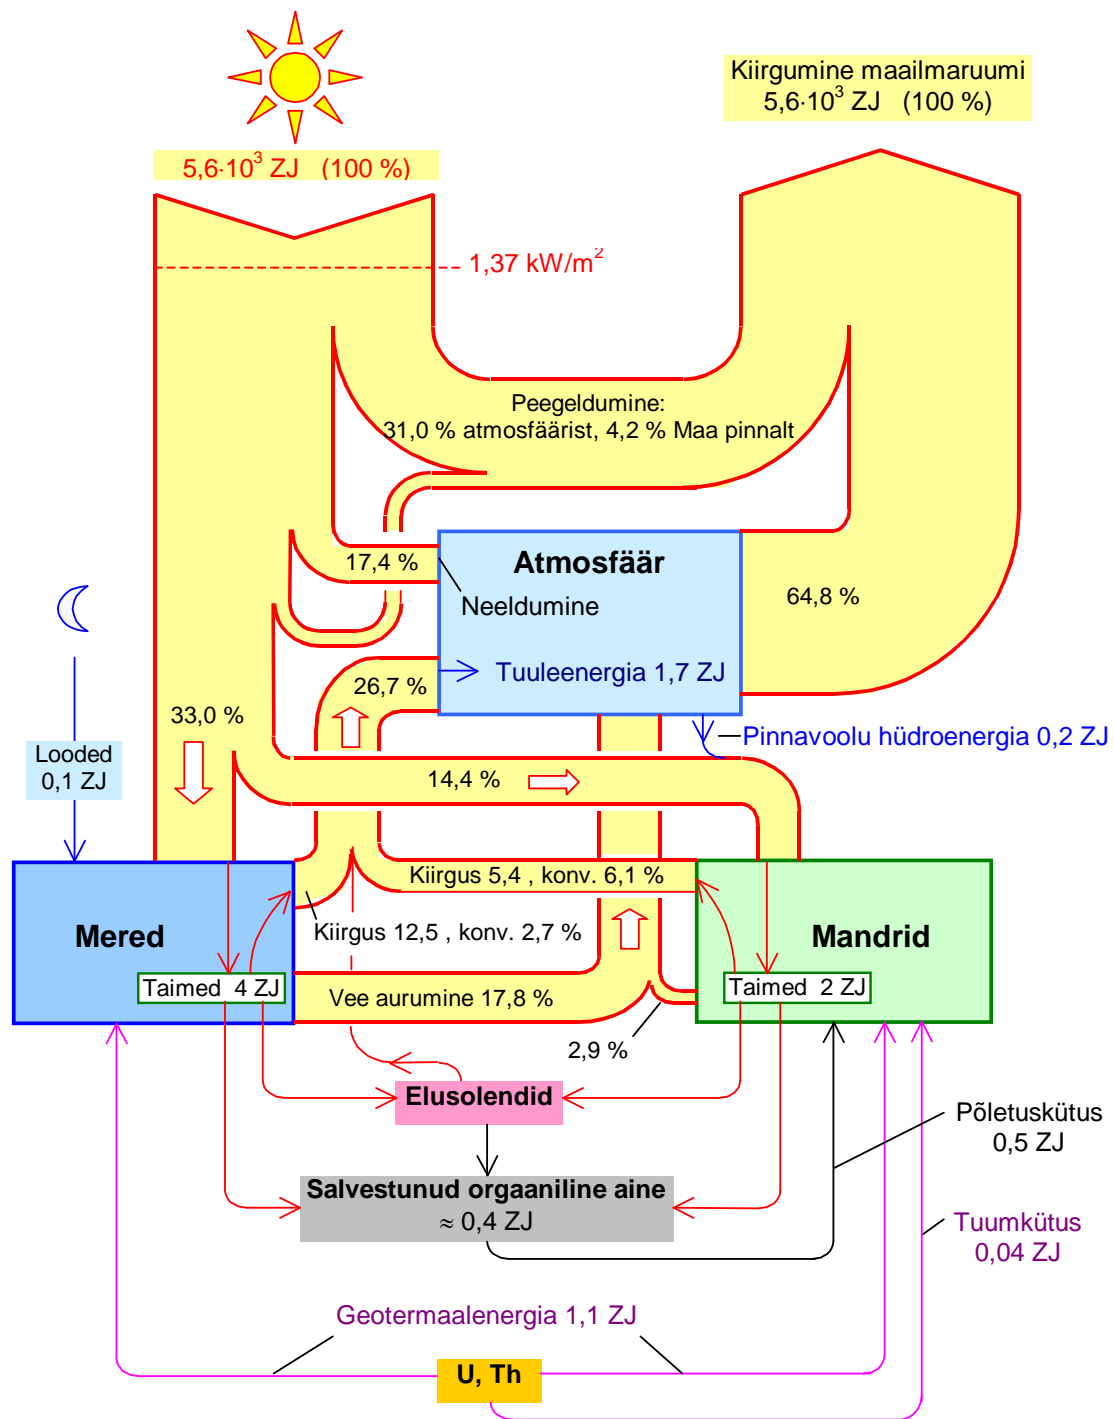 Kiirgumine maailmaruumi
5,6·10³ ZJ (100 %)
5,6·10³ ZJ (100 %)
1,37 kW/m²
Peegeldumine:
31,0 % atmosfäärist, 4,2 % Maa pinnalt
Atmosfäär
17,4 %
Neeldumine
64,8 %
Tuuleenergia 1,7 ZJ
26,7 %
33,0 %
Pinnavoolu hüdroenergia 0,2 ZJ
Looded
0,1 ZJ
14,4 %
Kiirgus 5,4 , konv. 6,1 %
Mered
Kiirgus 12,5 , konv. 2,7 %
Mandrid
Taimed 4 ZJ
Taimed 2 ZJ
Vee aurumine 17,8 %
2,9 %
Elusolendid
Põletuskütus
0,5 ZJ
Salvestunud orgaaniline aine
≈ 0,4 ZJ
Tuumkütus
0,04 ZJ
Geotermaalenergia 1,1 ZJ
U, Th